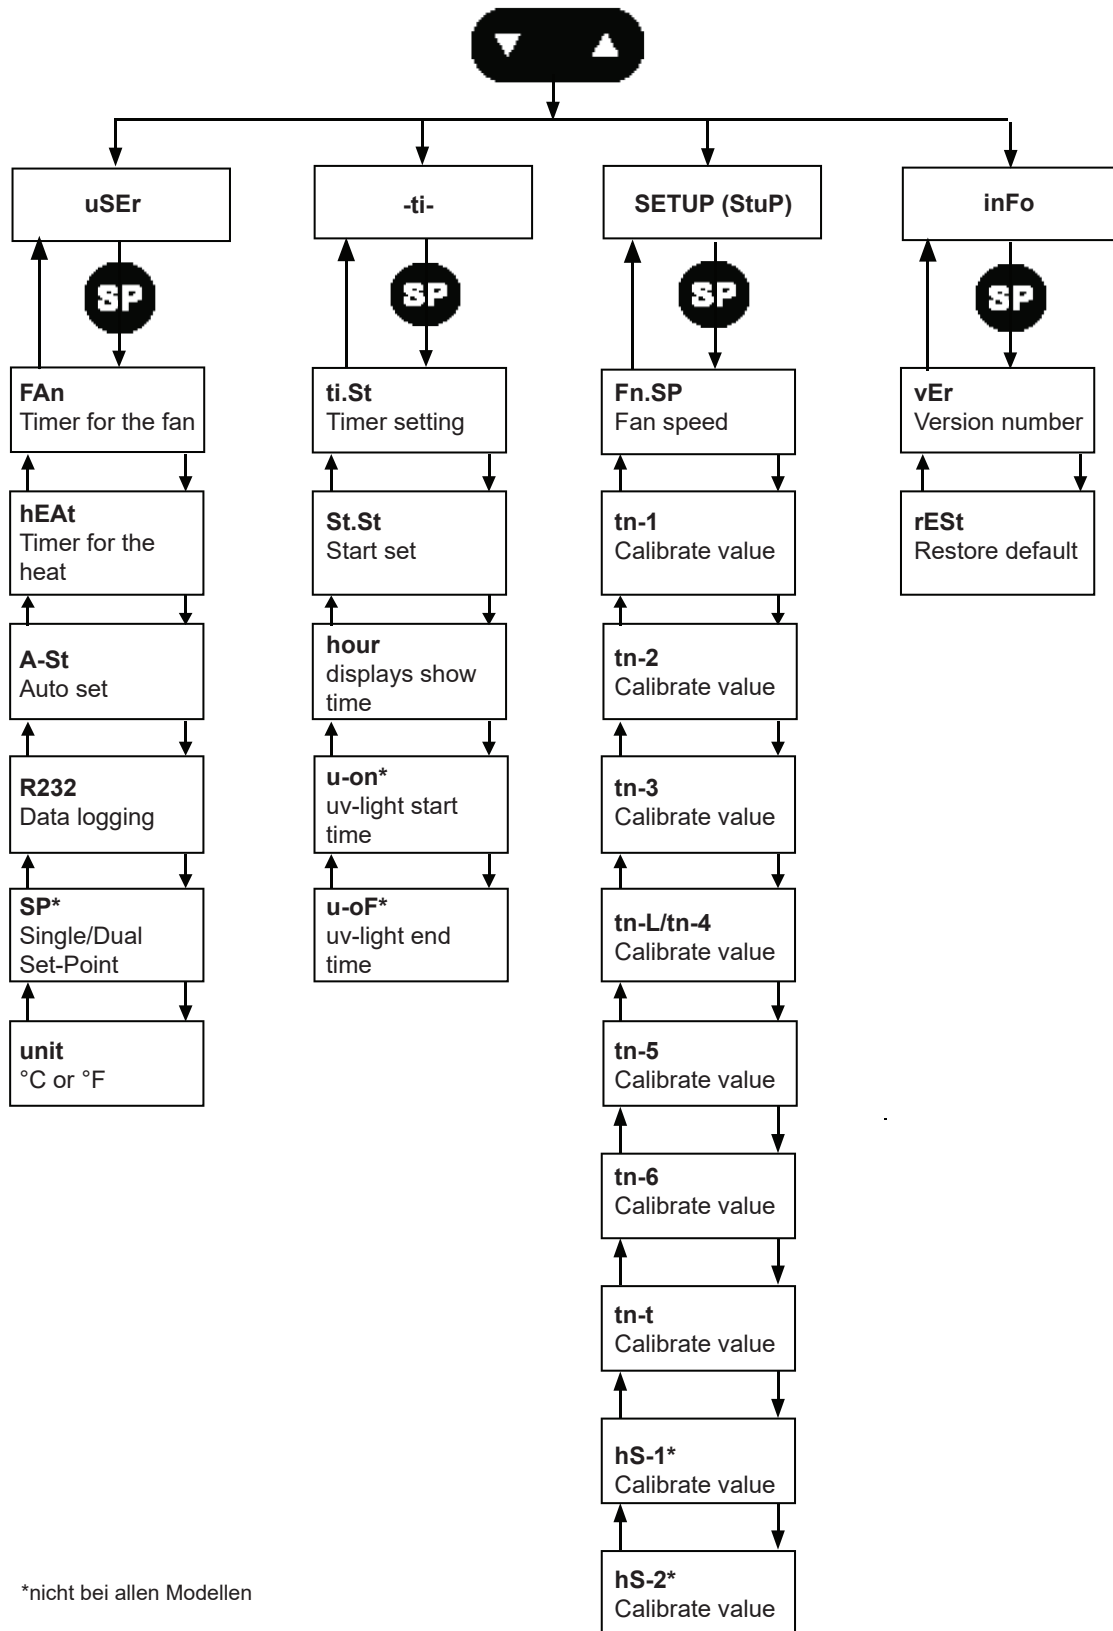 uSEr
SP
FAn
Timer for the fan
hEAt
Timer for the
heat
A-St
Auto set
R232
Data logging
SP*
Single/Dual
Set-Point
unit
°C or °F
-ti-
SP
ti.St
Timer setting
St.St
Start set
hour
displays show
time
u-on*
uv-light start
time
u-oF*
uv-light end
time
SETUP (StuP)
SP
Fn.SP
Fan speed
tn-1
Calibrate value
tn-2
Calibrate value
tn-3
Calibrate value
tn-L/tn-4
Calibrate value
tn-5
Calibrate value
tn-6
Calibrate value
tn-t
Calibrate value
hS-1*
Calibrate value
hS-2*
Calibrate value
inFo
SP
vEr
Version number
rESt
Restore default
*nicht bei allen Modellen